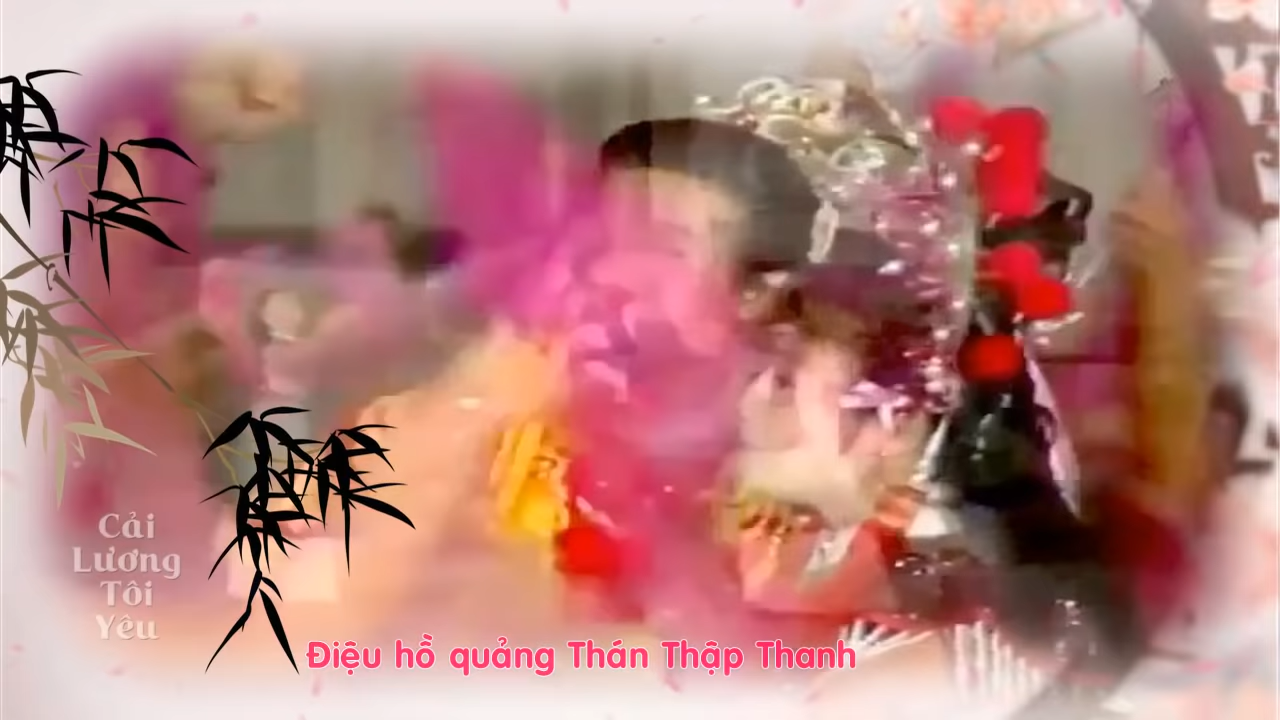 Cải
Lương
Tôi
Yêu
Điệu hồ quảng Thán Thập Thanh